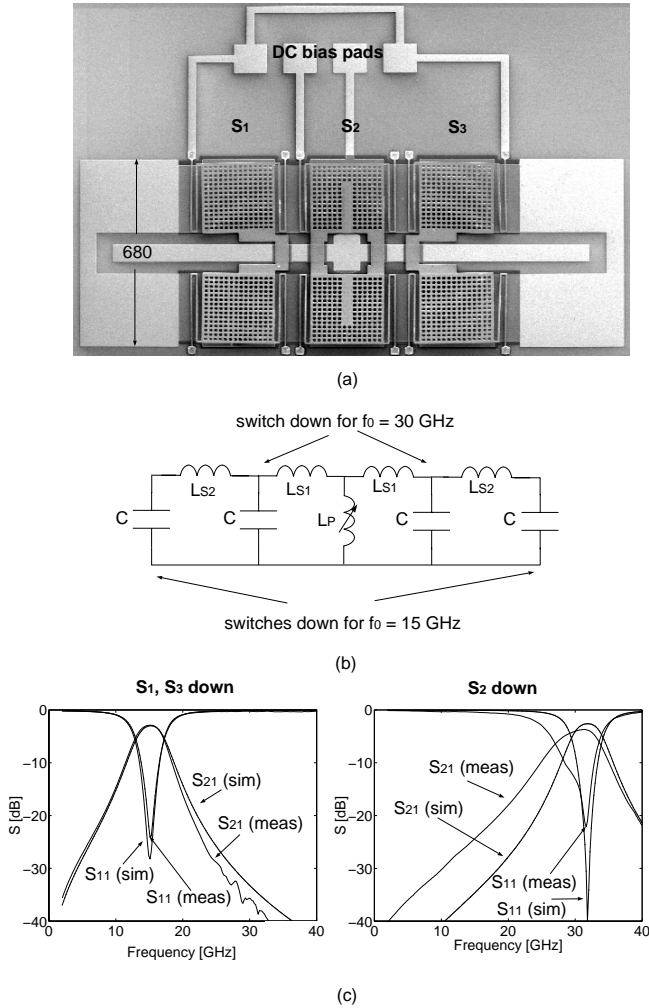 DC bias pads
S1 S2 S3
680
(a)
switch down for f0 = 30 GHz
LS2 LS1 LS1 LS2
C C LP C C
switches down for f0 = 15 GHz
(b)
S1, S3 down
0
−10
−20
−30
−40
S [dB]
S21 (sim)
S21 (meas)
S11 (sim)
S11 (meas)
0 10 20 30 40
Frequency [GHz]
S2 down
0
−10
−20
−30
−40
S [dB]
S21 (meas)
S21 (sim)
S11 (meas)
S11 (sim)
0 10 20 30 40
Frequency [GHz]
(c)